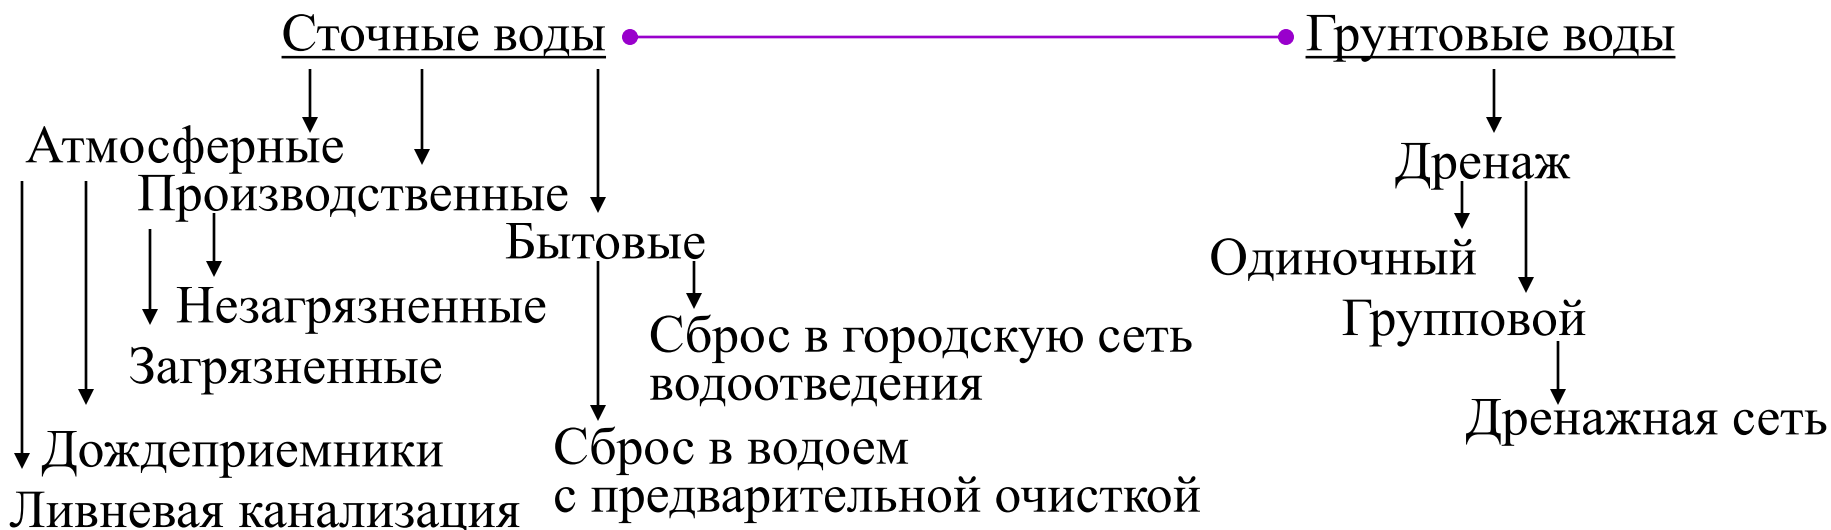 Сточные воды
Грунтовые воды
Атмосферные
Производственные
Бытовые
Незагрязненные
Загрязненные
Дождеприемники
Ливневая канализация
Сброс в городскую сеть
водоотведения
Сброс в водоем
с предварительной очисткой
Дренаж
Одиночный
Групповой
Дренажная сеть